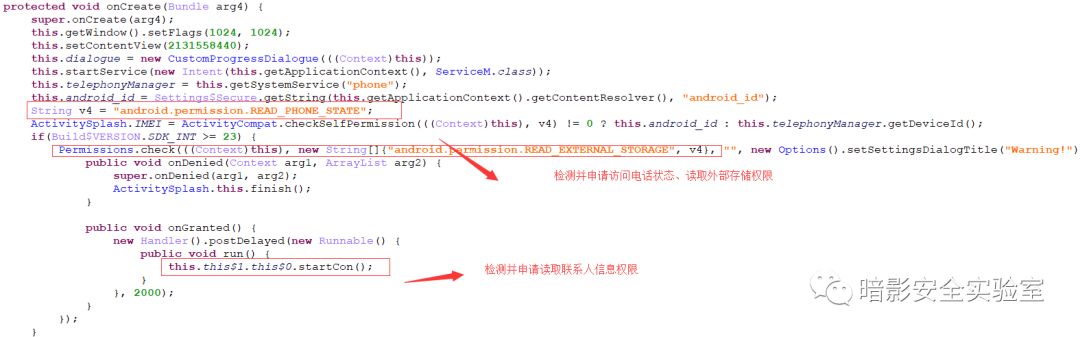 protected void onCreate(Bundle arg4) {
super.onCreate(arg4);
this.getWindow().setFlags(1024, 1024);
this.setContentView(2131558440);
this.dialogue = new CustomProgressDialogue(((Context)this));
this.startService(new Intent(this.getApplicationContext(), ServiceM.class));
this.telephonyManager = this.getSystemService("phone");
this.android_id = Settings$Secure.getString(this.getApplicationContext().getContentResolver(), "android_id");
String v4 = "android.permission.READ_PHONE_STATE";
ActivitySplash.IMEI = ActivityCompat.checkSelfPermission(((Context)this), v4) != 0 ? this.android_id : this.telephonyManager.getDeviceId();
if(Build$VERSION.SDK_INT >= 23) {
Permissions.check(((Context)this), new String[]{"android.permission.READ_EXTERNAL_STORAGE", v4}, "", new Options().setSettingsDialogTitle("Warning!")
public void onDenied(Context arg1, ArrayList arg2) {
检测并申请访问电话状态、读取外部存储权限
super.onDenied(arg1, arg2);
ActivitySplash.this.finish();
}
public void onGranted() {
new Handler().postDelayed(new Runnable() {
public void run() {
this.this$1.this$0.startCon();
检测并申请读取联系人信息权限
}
}, 2000);
}
});
}
暗影安全实验室